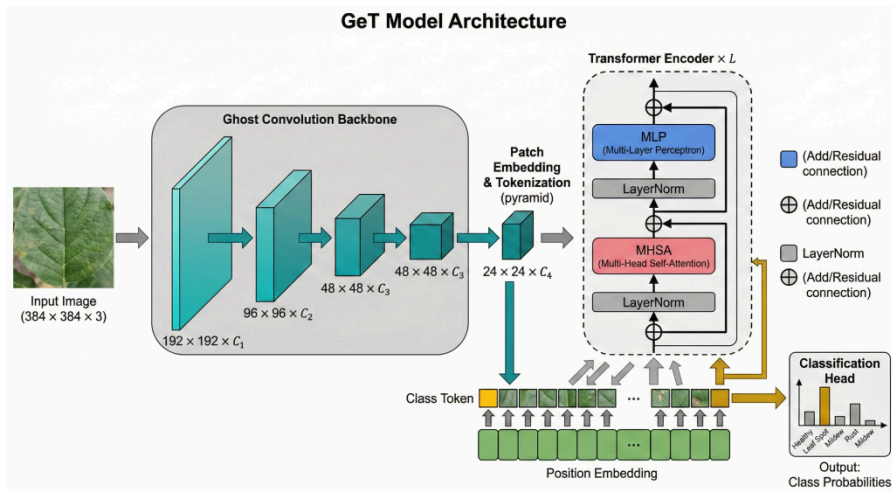 GeT Model Architecture
Ghost Convolution Backbone
Input Image
(384 × 384 × 3)
192 × 192 × C₁
96 × 96 × C₂
48 × 48 × C₃
48 × 48 × C₃
Patch
Embedding
& Tokenization
(pyramid)
24 × 24 × C₄
Transformer Encoder × L
MLP
(Multi-Layer Perceptron)
LayerNorm
MHSA
(Multi-Head Self-Attention)
LayerNorm
(Add/Residual
connection)
(Add/Residual
connection)
LayerNorm
(Add/Residual
connection)
Class Token
...
...
Position Embedding
Classification
Head
Healthy
Leaf Spot
Mildew
Rust
Mildew
Output:
Class Probabilities